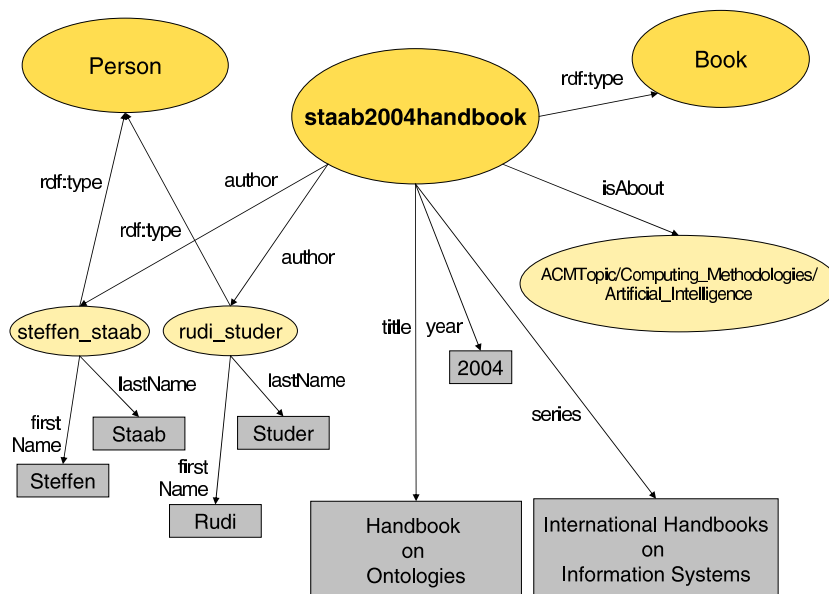 Person
Book
rdf:type
staab2004handbook
author
isAbout
rdf:type
rdf:type
author
ACMTopic/Computing_Methodologies/
Artificial_Intelligence
steffen_staab
rudi_studer
title
year
2004
lastName
lastName
first
Name
Staab
Studer
series
Steffen
first
Name
Rudi
Handbook
on
Ontologies
International Handbooks
on
Information Systems